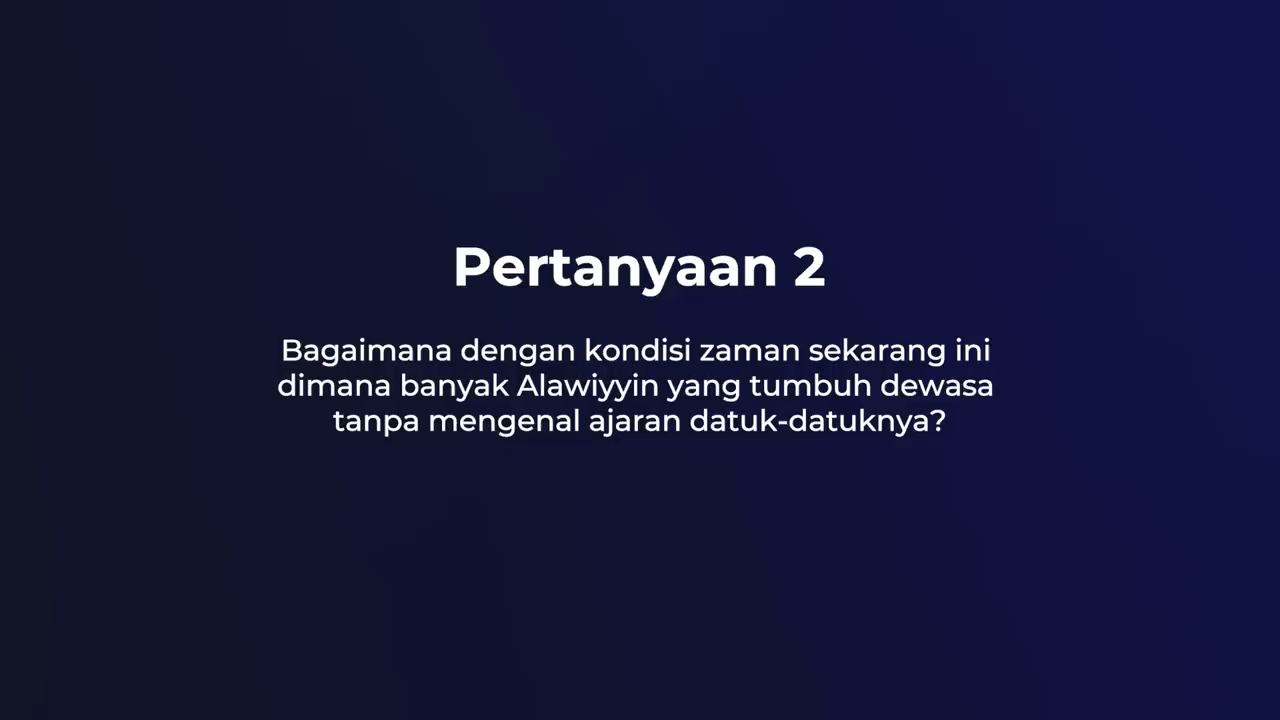 Pertanyaan 2
Bagaimana dengan kondisi zaman sekarang ini
dimana banyak Alawiyyin yang tumbuh dewasa
tanpa mengenal ajaran datuk-datuknya?